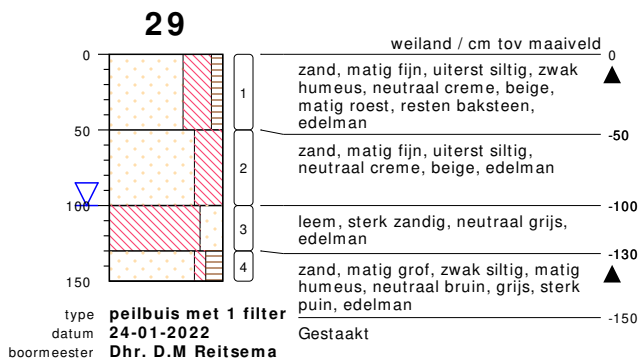 29
weiland / cm tov maaiveld
0
0
zand, matig fijn, uiterst siltig, zwak
humeus, neutraal creme, beige,
matig roest, resten baksteen,
edelman
1
50
-50
zand, matig fijn, uiterst siltig,
neutraal creme, beige, edelman
2
100
-100
leem, sterk zandig, neutraal grijs,
edelman
3
-130
zand, matig grof, zwak siltig, matig
humeus, neutraal bruin, grijs, sterk
puin, edelman
4
150
-150
Gestaakt
type peilbuis met 1 filter
datum 24-01-2022
boormeester Dhr. D.M Reitsema